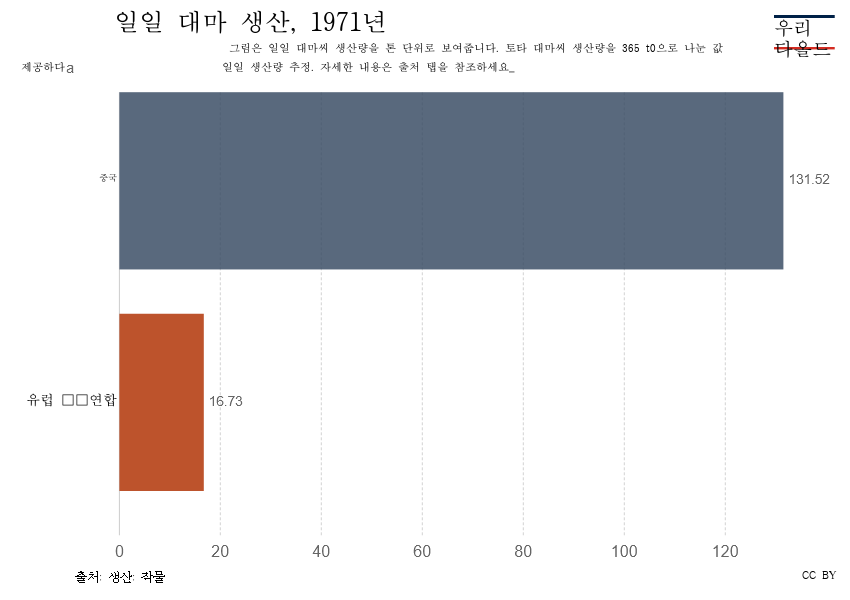 일일 대마 생산, 1971년
우리
다울드
그림은 일일 대마씨 생산량을 톤 단위로 보여줍니다. 토타 대마씨 생산량을 365 t0으로 나눈 값
제공하다a
일일 생산량 추정. 자세한 내용은 출처 탭을 참조하세요_
중국
131.52
유럽 □□연합
16.73
0 20 40 60 80 100 120
출처: 생산: 작물
CC BY